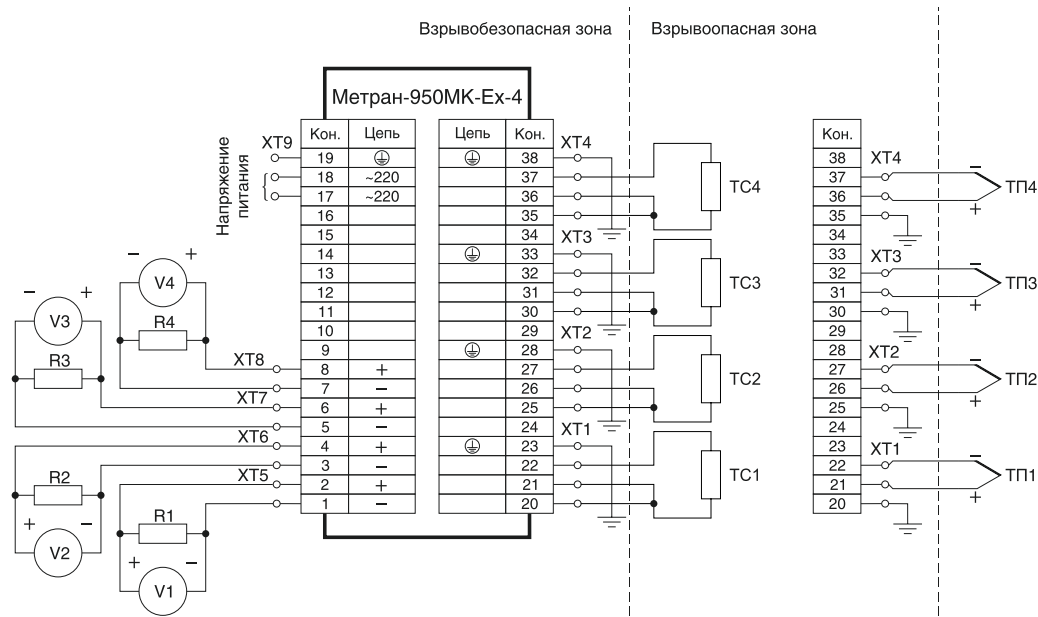 Взрывобезопасная зона
Взрывоопасная зона
Метран-950МК-Ех-4
Кон. Цепь Цепь Кон. Кон.
XT9
Напряжение
питания
19 38 XT4 38 XT4
18 ~220 37 37
17 ~220 36 36
16 35 35
15 34 34
14 33 XT3 33 XT3
13 32 32
12 31 31
11 30 30
10 29 29
9 28 XT2 28 XT2
XT8 8 + 27 27
7 − 26 26
XT7 6 + 25 25
5 − 24 24
XT6 4 + 23 XT1 23 XT1
3 − 22 22
XT5 2 + 21 21
1 − 20 20
− V4 +
R4
− V3 +
R3
R2
+ V2 −
R1
+ V1 −
TC4
TC3
TC2
TC1
− ТП4 +
− ТП3 +
− ТП2 +
− ТП1 +